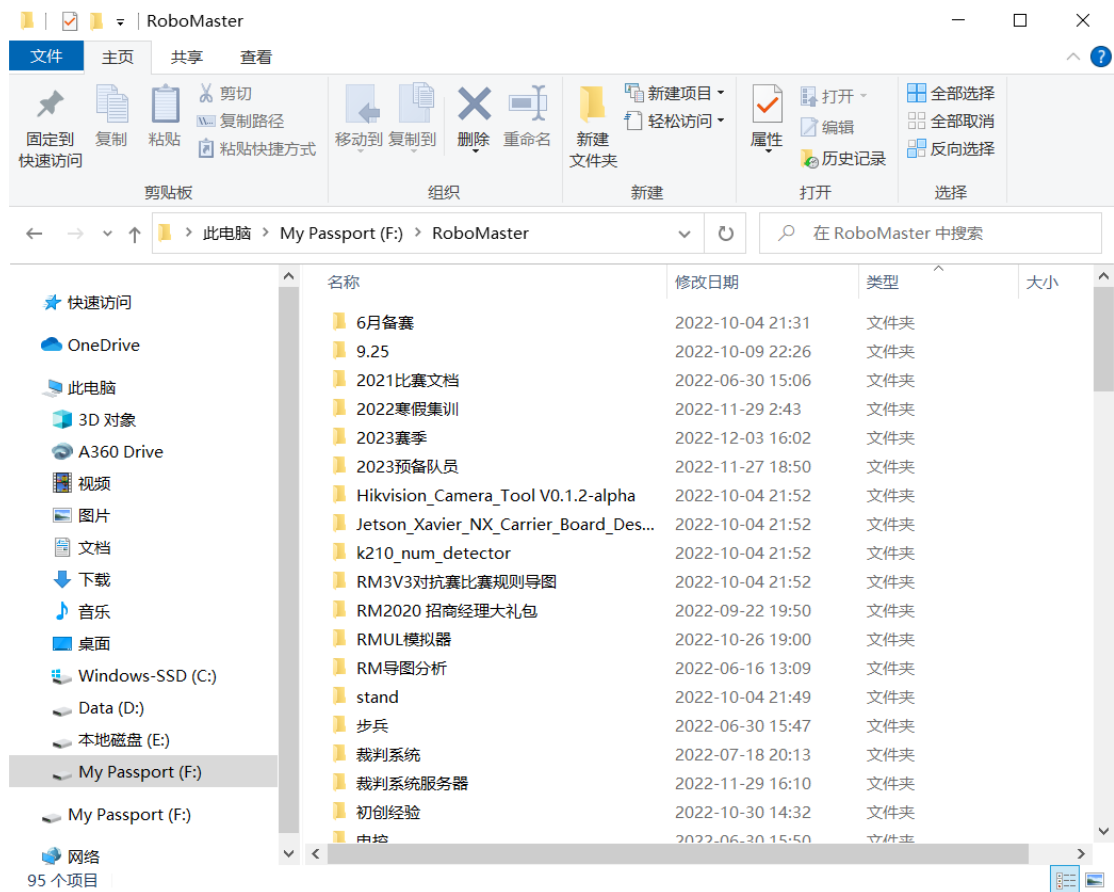 RoboMaster
文件 主页 共享 查看
固定到
快速访问
复制
粘贴
剪切
复制路径
粘贴快捷方式
移动到 复制到 删除 重命名
新建
文件夹
新建项目
轻松访问
属性
打开
编辑
历史记录
全部选择
全部取消
反向选择
剪贴板 组织 新建 打开 选择
此电脑 > My Passport (F:) > RoboMaster
在 RoboMaster 中搜索
快速访问
OneDrive
此电脑
3D 对象
A360 Drive
视频
图片
文档
下载
音乐
桌面
Windows-SSD (C:)
Data (D:)
本地磁盘 (E:)
My Passport (F:)
My Passport (F:)
网络
名称 修改日期 类型 大小
6月备赛 2022-10-04 21:31 文件夹
9.25 2022-10-09 22:26 文件夹
2021比赛文档 2022-06-30 15:06 文件夹
2022寒假集训 2022-11-29 2:43 文件夹
2023赛季 2022-12-03 16:02 文件夹
2023预备队员 2022-11-27 18:50 文件夹
Hikvision_Camera_Tool V0.1.2-alpha 2022-10-04 21:52 文件夹
Jetson_Xavier_NX_Carrier_Board_Des... 2022-10-04 21:52 文件夹
k210_num_detector 2022-10-04 21:52 文件夹
RM3V3对抗赛比赛规则导图 2022-10-04 21:52 文件夹
RM2020 招商经理大礼包 2022-09-22 19:50 文件夹
RMUL模拟器 2022-10-26 19:00 文件夹
RM导图分析 2022-06-16 13:09 文件夹
stand 2022-10-04 21:49 文件夹
步兵 2022-06-30 15:47 文件夹
裁判系统 2022-07-18 20:13 文件夹
裁判系统服务器 2022-11-29 16:10 文件夹
初创经验 2022-10-30 14:32 文件夹
电控 2022-06-30 15:50 文件夹
95 个项目